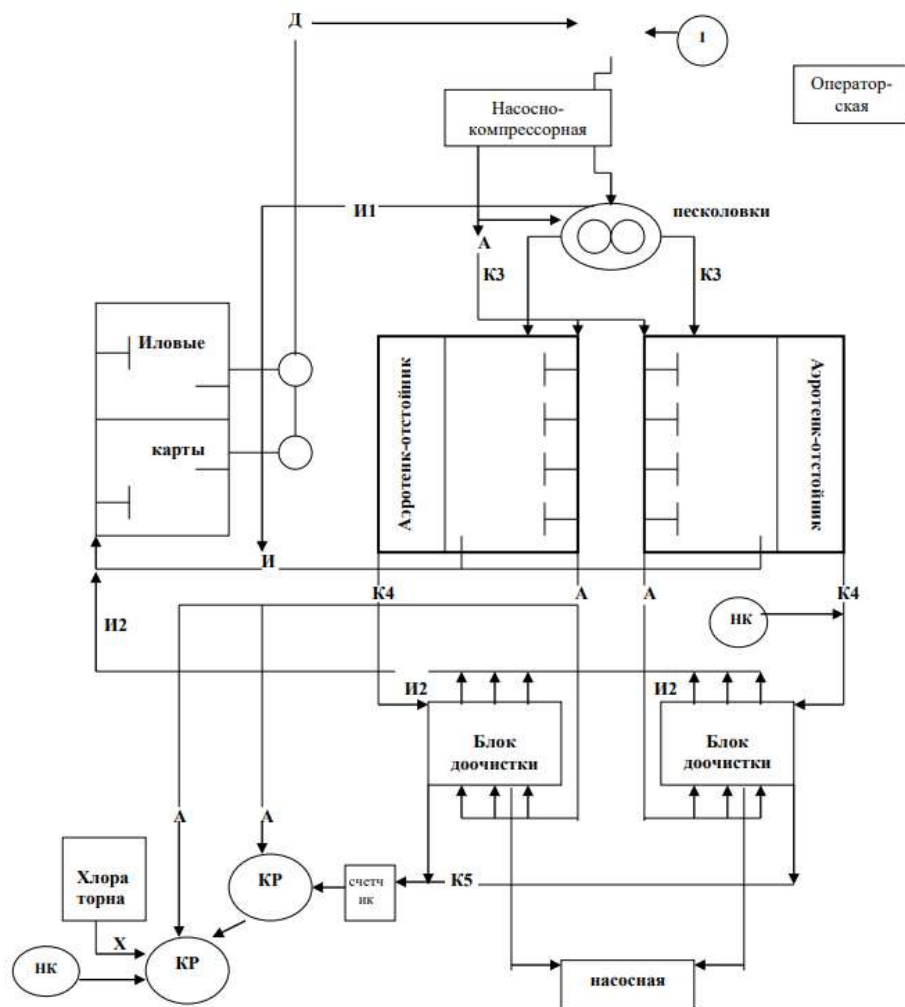 Д
1
Оператор-
ская
Насосно-
компрессорная
И1
песколовки
А
К3
К3
Иловые
карты
Аэротенк-отстойник
Аэротенк-отстойник
И
К4
А
А
К4
И2
НК
И2
И2
Блок
доочистки
Блок
доочистки
А
А
Хлора
торна
КР
счетч
ик
К5
Х
НК
КР
насосная